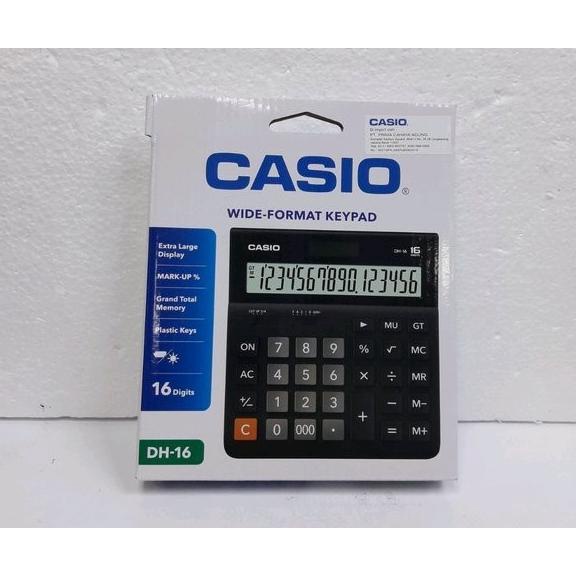 CASIO
CASIO®
WIDE-FORMAT KEYPAD
Extra Large
Display
MARK-UP %
Grand Total
Memory
Plastic Keys
16 Digits
DH-16
CASIO
DH-16 16
GT
1234567890.123456
► MU GT
ON 7 8 9 % √ MC
AC 4 5 6 × ÷ MR
+/− 1 2 3 + − M−
C 0 000 · = M+